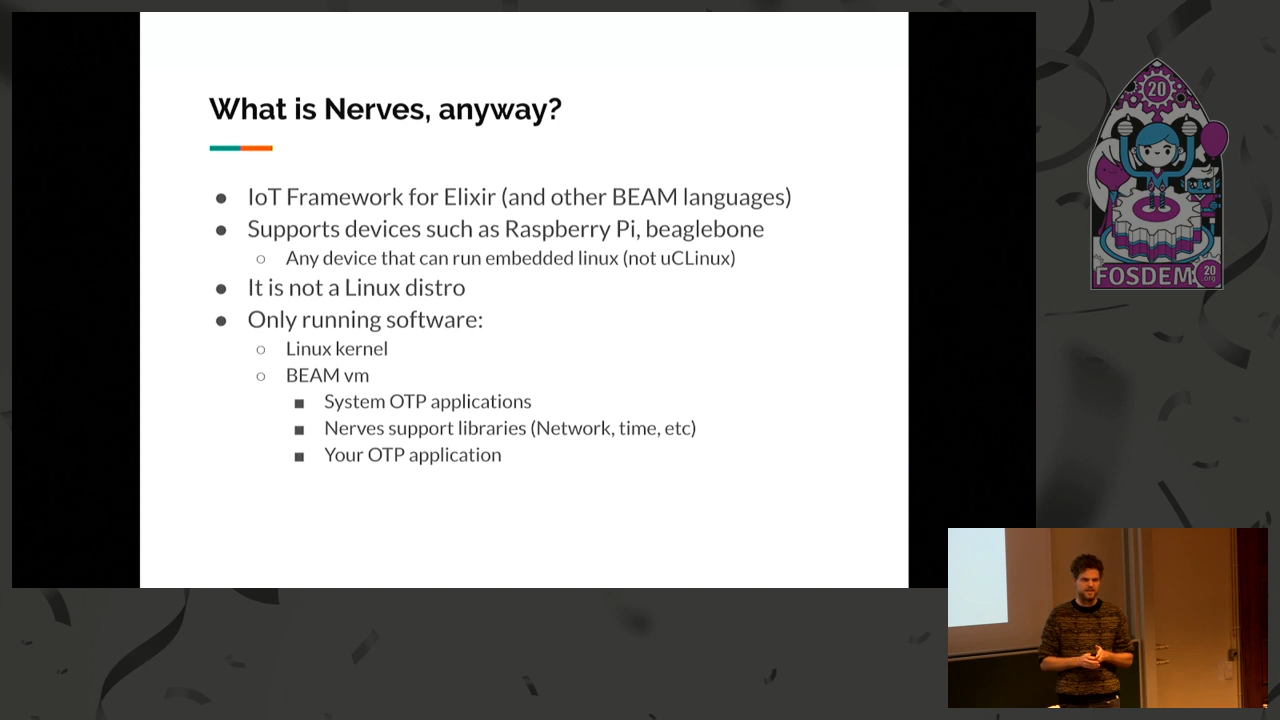 What is Nerves, anyway?
● IoT Framework for Elixir (and other BEAM languages)
● Supports devices such as Raspberry Pi, beaglebone
○ Any device that can run embedded linux (not uCLinux)
● It is not a Linux distro
● Only running software:
○ Linux kernel
○ BEAM vm
■ System OTP applications
■ Nerves support libraries (Network, time, etc)
■ Your OTP application
20
FOSDEM
20
.org